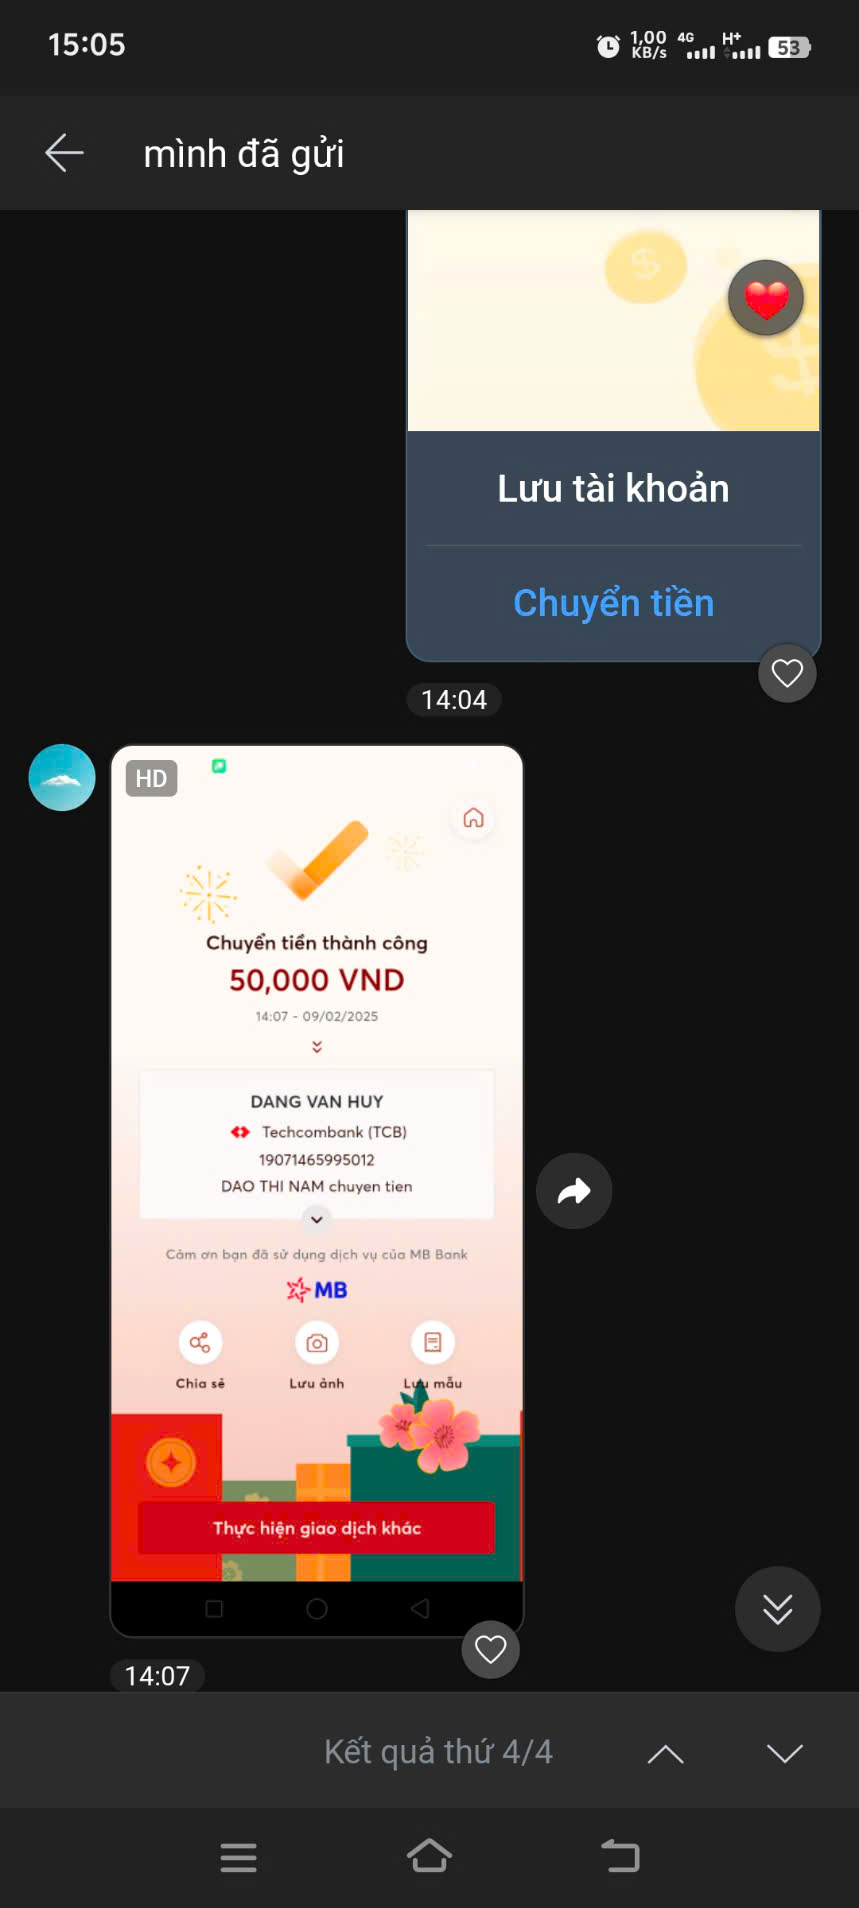 15:05
1,00 KB/s 4G H+ 53
mình đã gửi
Lưu tài khoản
Chuyển tiền
14:04
HD
Chuyển tiền thành công
50,000 VND
14:07 - 09/02/2025
DANG VAN HUY
Techcombank (TCB)
19071465995012
DAO THI NAM chuyen tien
Cảm ơn bạn đã sử dụng dịch vụ của MB Bank
MB
Chia sẻ Lưu ảnh Lưu mẫu
Thực hiện giao dịch khác
14:07
Kết quả thứ 4/4